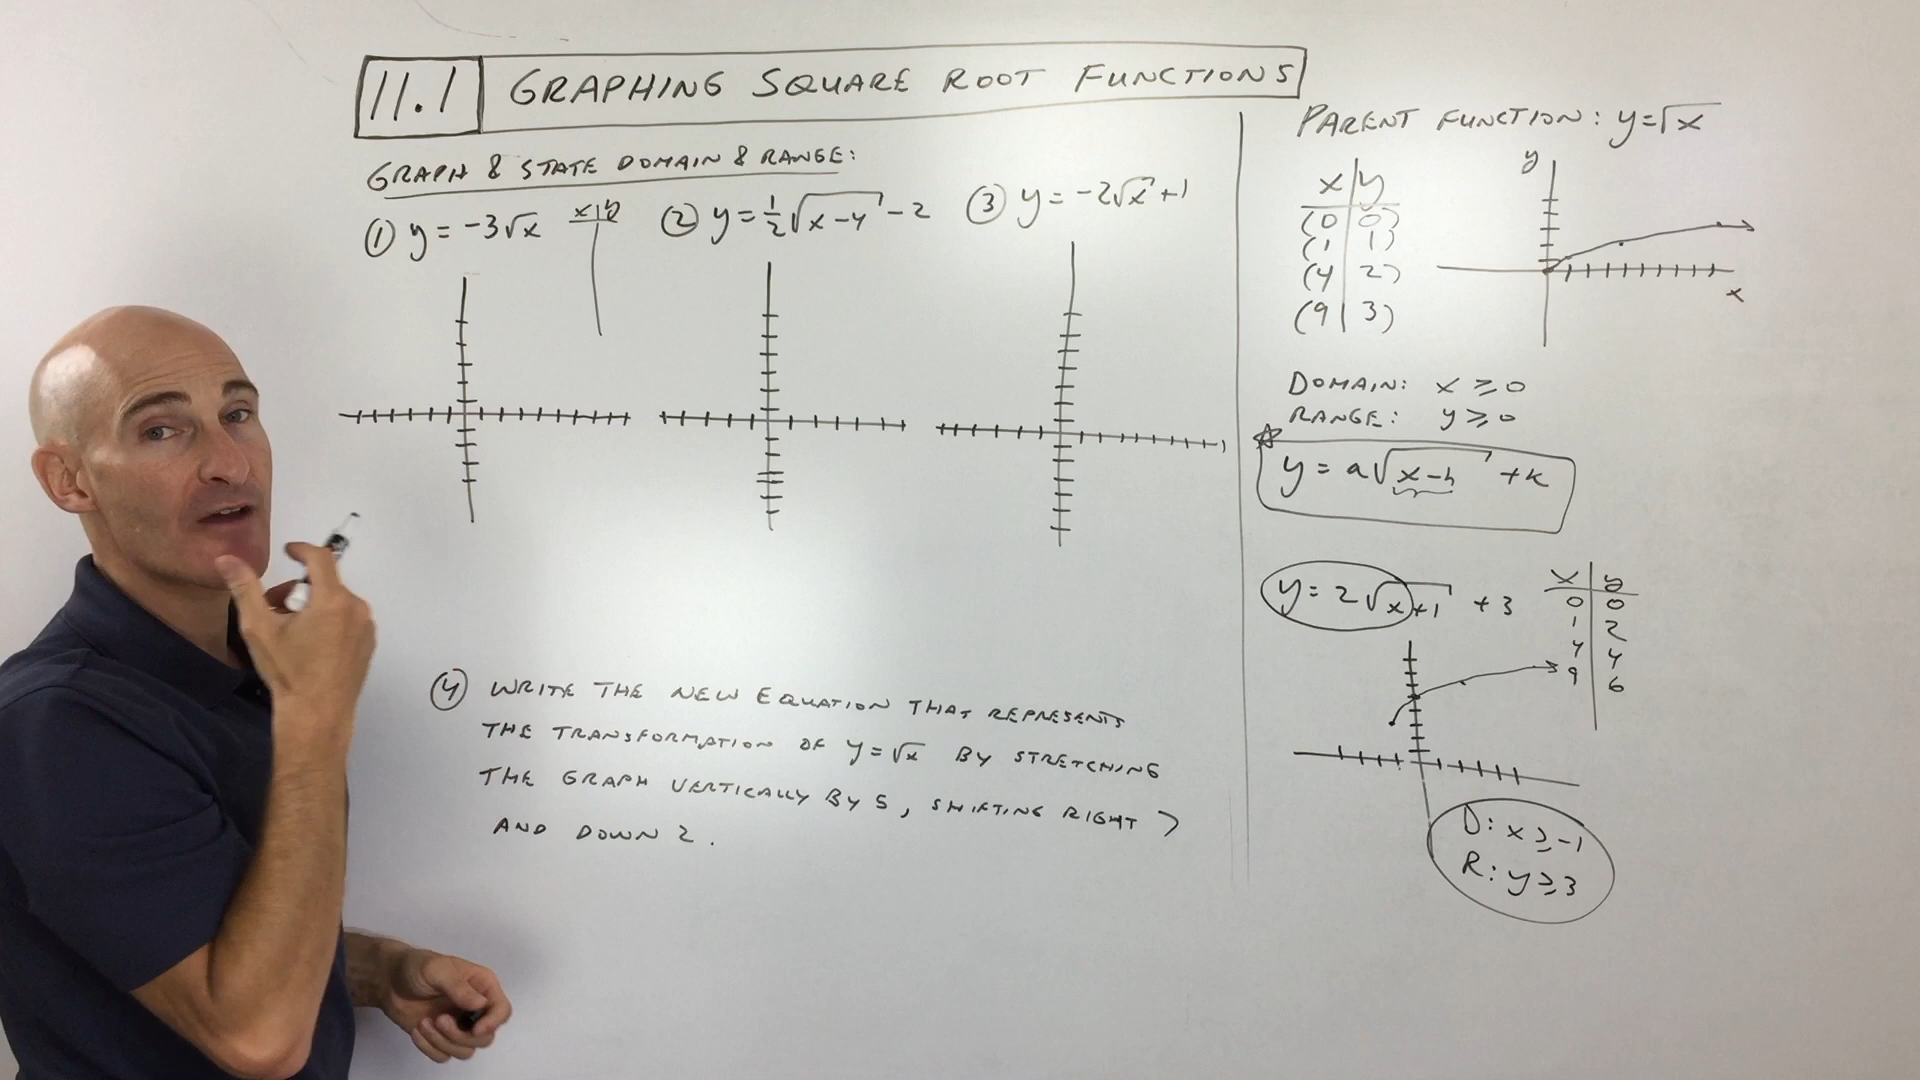 11.1 GRAPHING SQUARE ROOT FUNCTIONS
GRAPH & STATE DOMAIN & RANGE:
① y = -3√x
x | y
② y = ½√(x-4) - 2
③ y = -2√x + 1
④ WRITE THE NEW EQUATION THAT REPRESENTS
THE TRANSFORMATION OF y = √x BY STRETCHING
THE GRAPH VERTICALLY BY 5, SHIFTING RIGHT 7
AND DOWN 2.
PARENT FUNCTION: y = √x
x | y
(0 | 0)
(1 | 1)
(4 | 2)
(9 | 3)
y
x
DOMAIN: x ≥ 0
RANGE: y ≥ 0
y = a√(x-h) + k
y = 2√(x+1) + 3
x | y
0 | 0
1 | 2
4 | 4
9 | 6
D: x ≥ -1
R: y ≥ 3